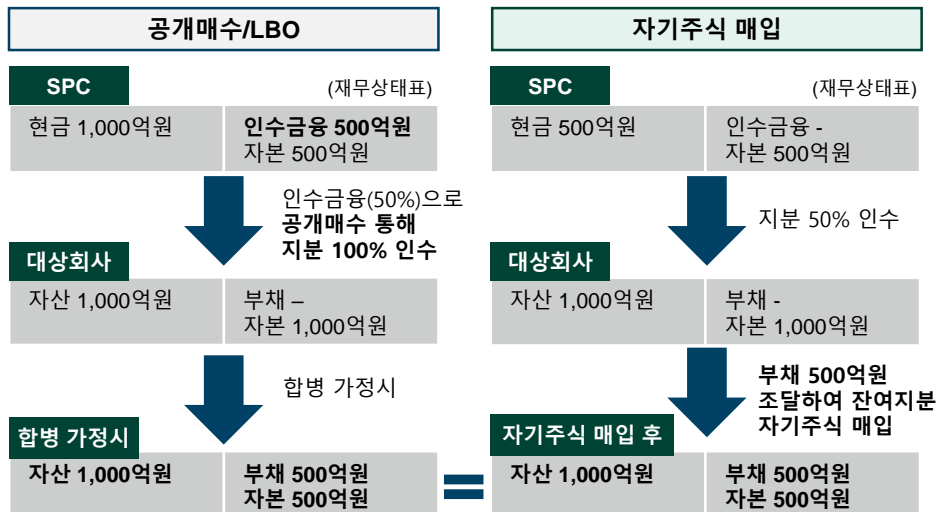 공개매수/LBO
SPC
(재무상태표)
현금 1,000억원
인수금융 500억원
자본 500억원
인수금융(50%)으로
공개매수 통해
지분 100% 인수
대상회사
자산 1,000억원
부채 –
자본 1,000억원
합병 가정시
합병 가정시
자산 1,000억원
부채 500억원
자본 500억원
=
자기주식 매입
SPC
(재무상태표)
현금 500억원
인수금융 -
자본 500억원
지분 50% 인수
대상회사
자산 1,000억원
부채 -
자본 1,000억원
부채 500억원
조달하여 잔여지분
자기주식 매입
자기주식 매입 후
자산 1,000억원
부채 500억원
자본 500억원